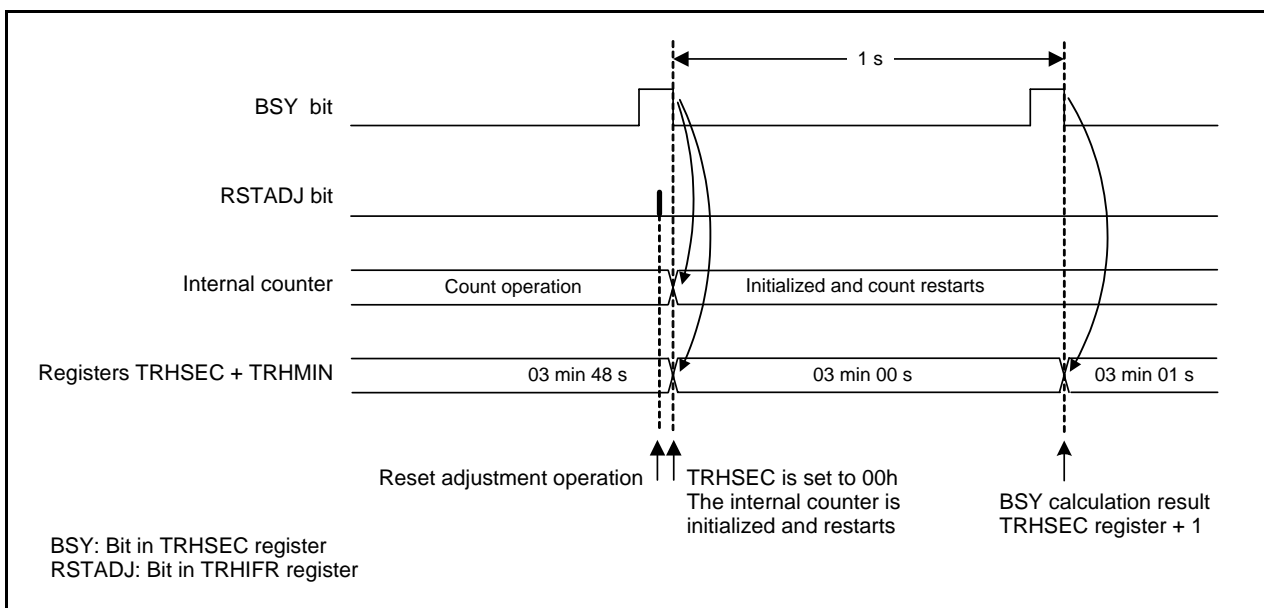 1 s
BSY bit
RSTADJ bit
Internal counter
Count operation
Initialized and count restarts
Registers TRHSEC + TRHMIN
03 min 48 s
03 min 00 s
03 min 01 s
Reset adjustment operation
TRHSEC is set to 00h
The internal counter is
initialized and restarts
BSY calculation result
TRHSEC register + 1
BSY: Bit in TRHSEC register
RSTADJ: Bit in TRHIFR register